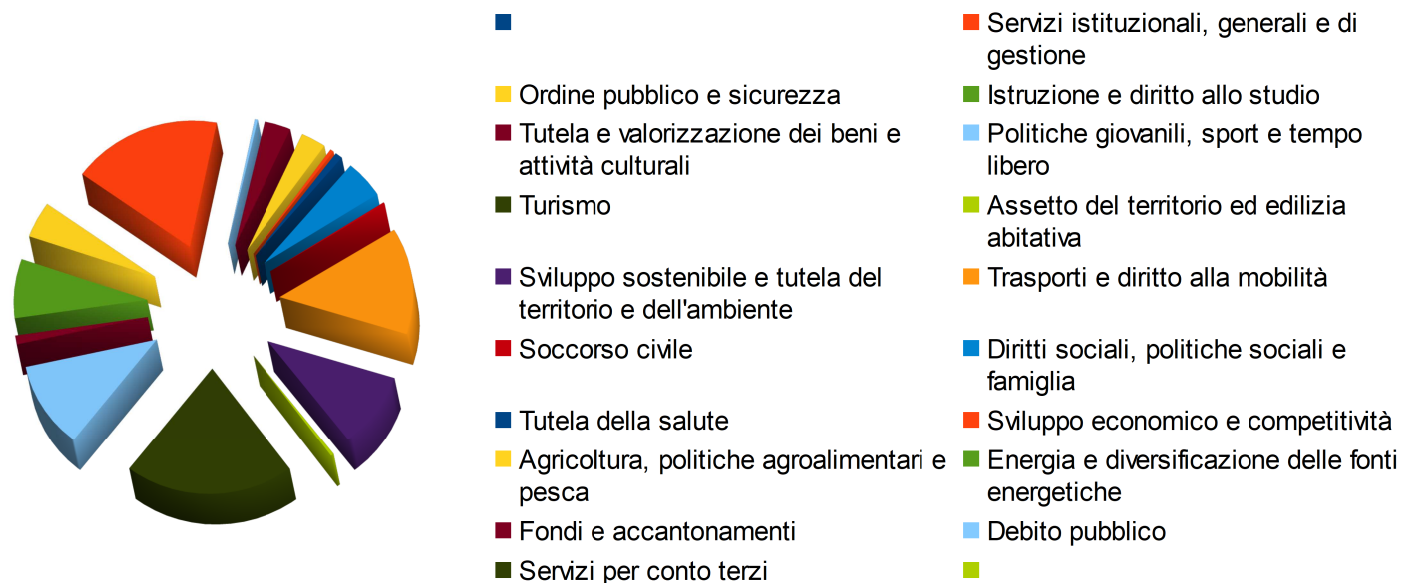 Servizi istituzionali, generali e di
gestione
Ordine pubblico e sicurezza
Istruzione e diritto allo studio
Tutela e valorizzazione dei beni e
attività culturali
Politiche giovanili, sport e tempo
libero
Turismo
Assetto del territorio ed edilizia
abitativa
Sviluppo sostenibile e tutela del
territorio e dell'ambiente
Trasporti e diritto alla mobilità
Soccorso civile
Diritti sociali, politiche sociali e
famiglia
Tutela della salute
Sviluppo economico e competitività
Agricoltura, politiche agroalimentari e
pesca
Energia e diversificazione delle fonti
energetiche
Fondi e accantonamenti
Debito pubblico
Servizi per conto terzi